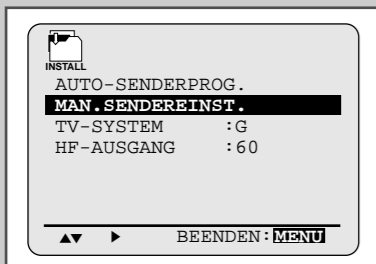 INSTALL
AUTO-SENDERPROG.
MAN.SENDEREINST.
TV-SYSTEM :G
HF-AUSGANG :60
▲▼ ▶ BEENDEN:MENU